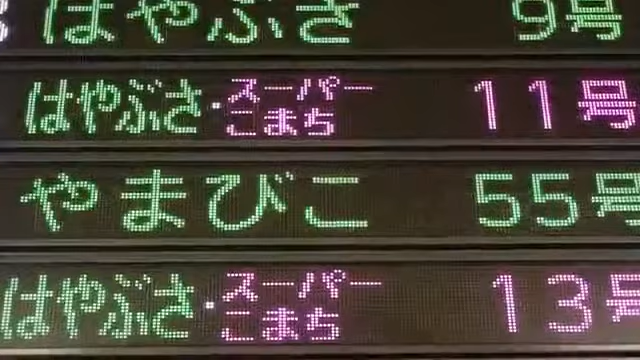 はやぶさ 9号
はやぶさ・スーパーこまち 11号
やまびこ 55号
はやぶさ・スーパーこまち 13号